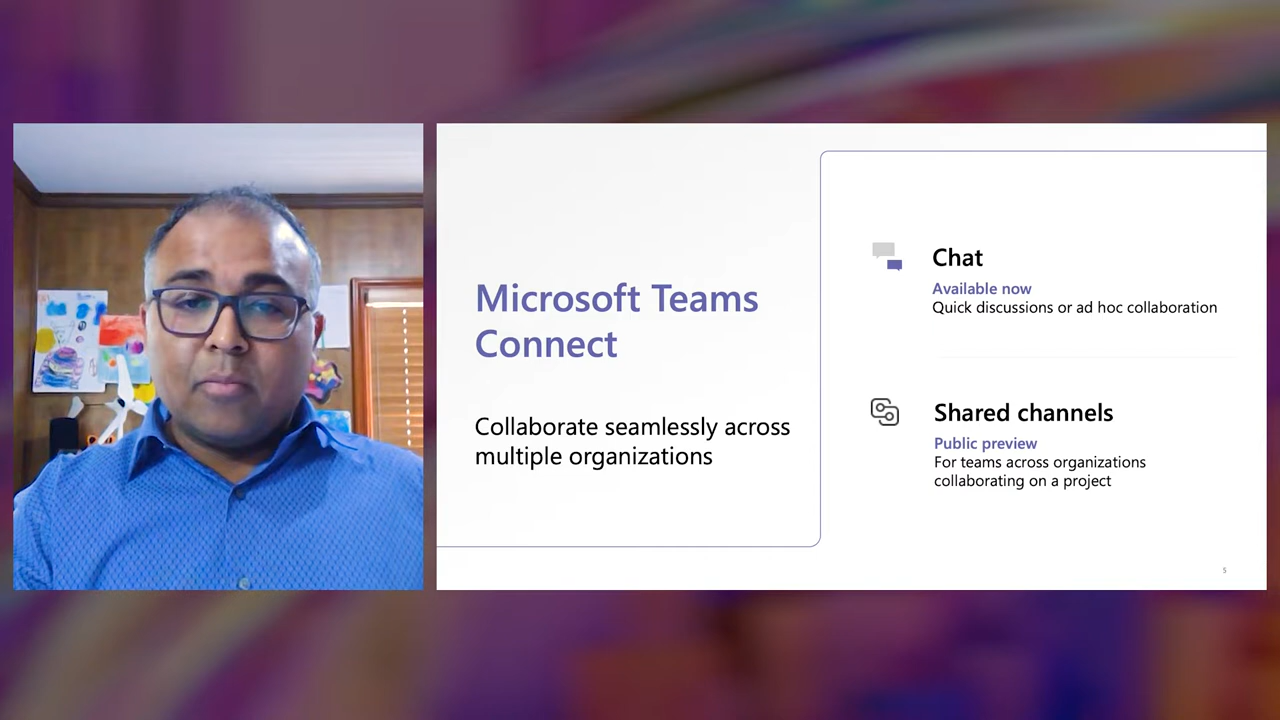 Microsoft Teams
Connect
Collaborate seamlessly across
multiple organizations
Chat
Available now
Quick discussions or ad hoc collaboration
Shared channels
Public preview
For teams across organizations
collaborating on a project
5